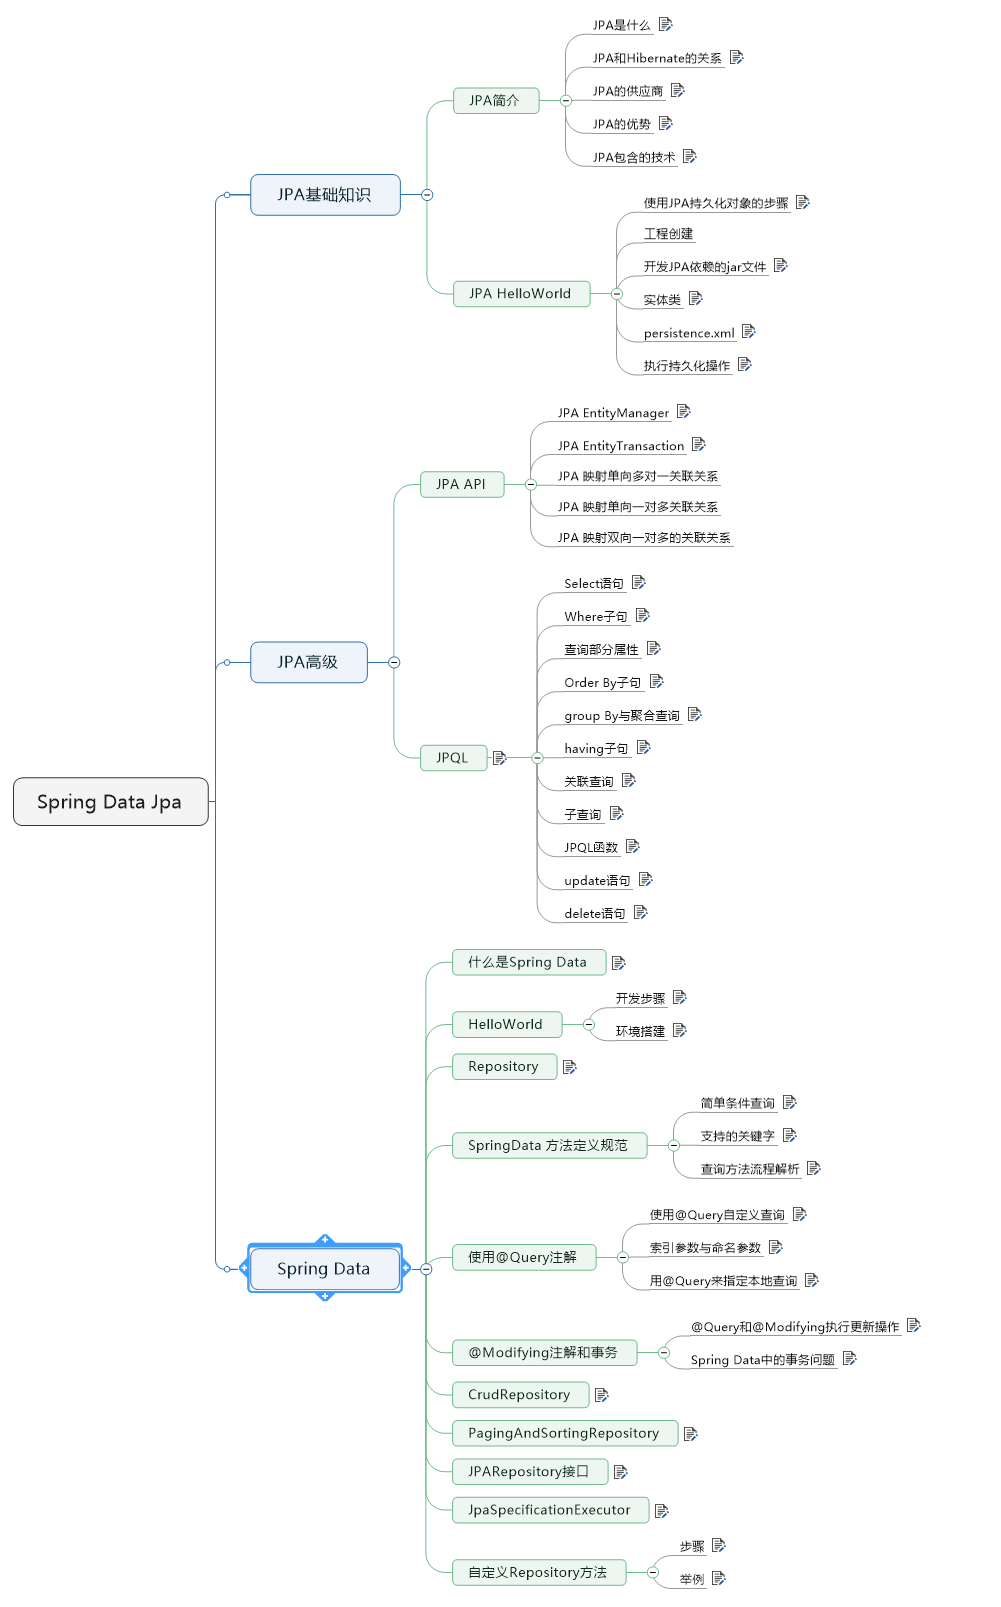 Spring Data Jpa
JPA基础知识
JPA简介
JPA是什么
JPA和Hibernate的关系
JPA的供应商
JPA的优势
JPA包含的技术
JPA HelloWorld
使用JPA持久化对象的步骤
工程创建
开发JPA依赖的jar文件
实体类
persistence.xml
执行持久化操作
JPA高级
JPA API
JPA EntityManager
JPA EntityTransaction
JPA 映射单向多对一关联关系
JPA 映射单向一对多关联关系
JPA 映射双向一对多的关联关系
JPQL
Select语句
Where子句
查询部分属性
Order By子句
group By与聚合查询
having子句
关联查询
子查询
JPQL函数
update语句
delete语句
Spring Data
什么是Spring Data
HelloWorld
开发步骤
环境搭建
Repository
SpringData 方法定义规范
简单条件查询
支持的关键字
查询方法流程解析
使用@Query注解
使用@Query自定义查询
索引参数与命名参数
用@Query来指定本地查询
@Modifying注解和事务
@Query和@Modifying执行更新操作
Spring Data中的事务问题
CrudRepository
PagingAndSortingRepository
JPARepository接口
JpaSpecificationExecutor
自定义Repository方法
步骤
举例